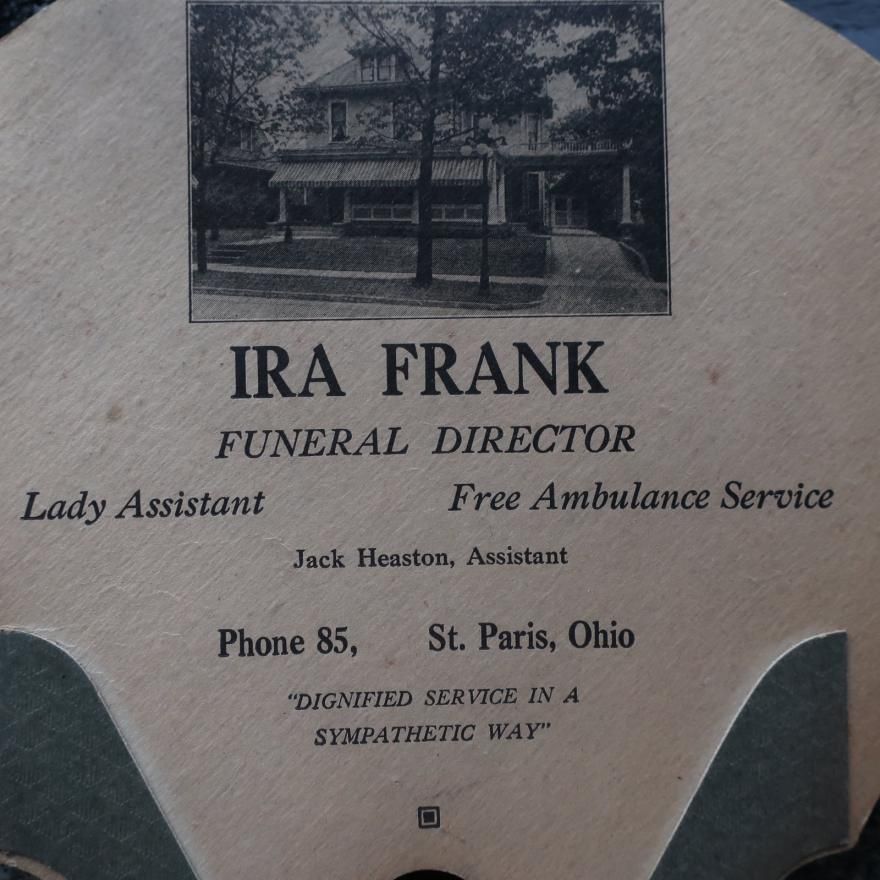 IRA FRANK
FUNERAL DIRECTOR
Lady Assistant Free Ambulance Service
Jack Heaston, Assistant
Phone 85, St. Paris, Ohio
"DIGNIFIED SERVICE IN A
SYMPATHETIC WAY"